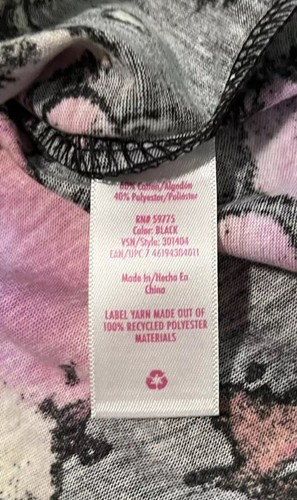 60% Cotton/Algodón
40% Polyester/Poliéster
RN# 59775
Color: BLACK
VSN/Style: 301404
EAN/UPC 7 46194304011
Made In/Hecho En
China
LABEL YARN MADE OUT OF
100% RECYCLED POLYESTER
MATERIALS